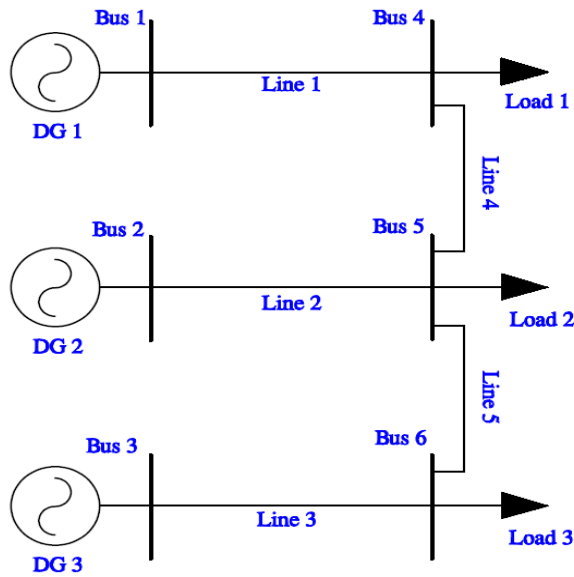 Bus 1
Bus 4
Line 1
Load 1
DG 1
Line 4
Bus 2
Bus 5
Line 2
Load 2
DG 2
Line 5
Bus 3
Bus 6
Line 3
Load 3
DG 3